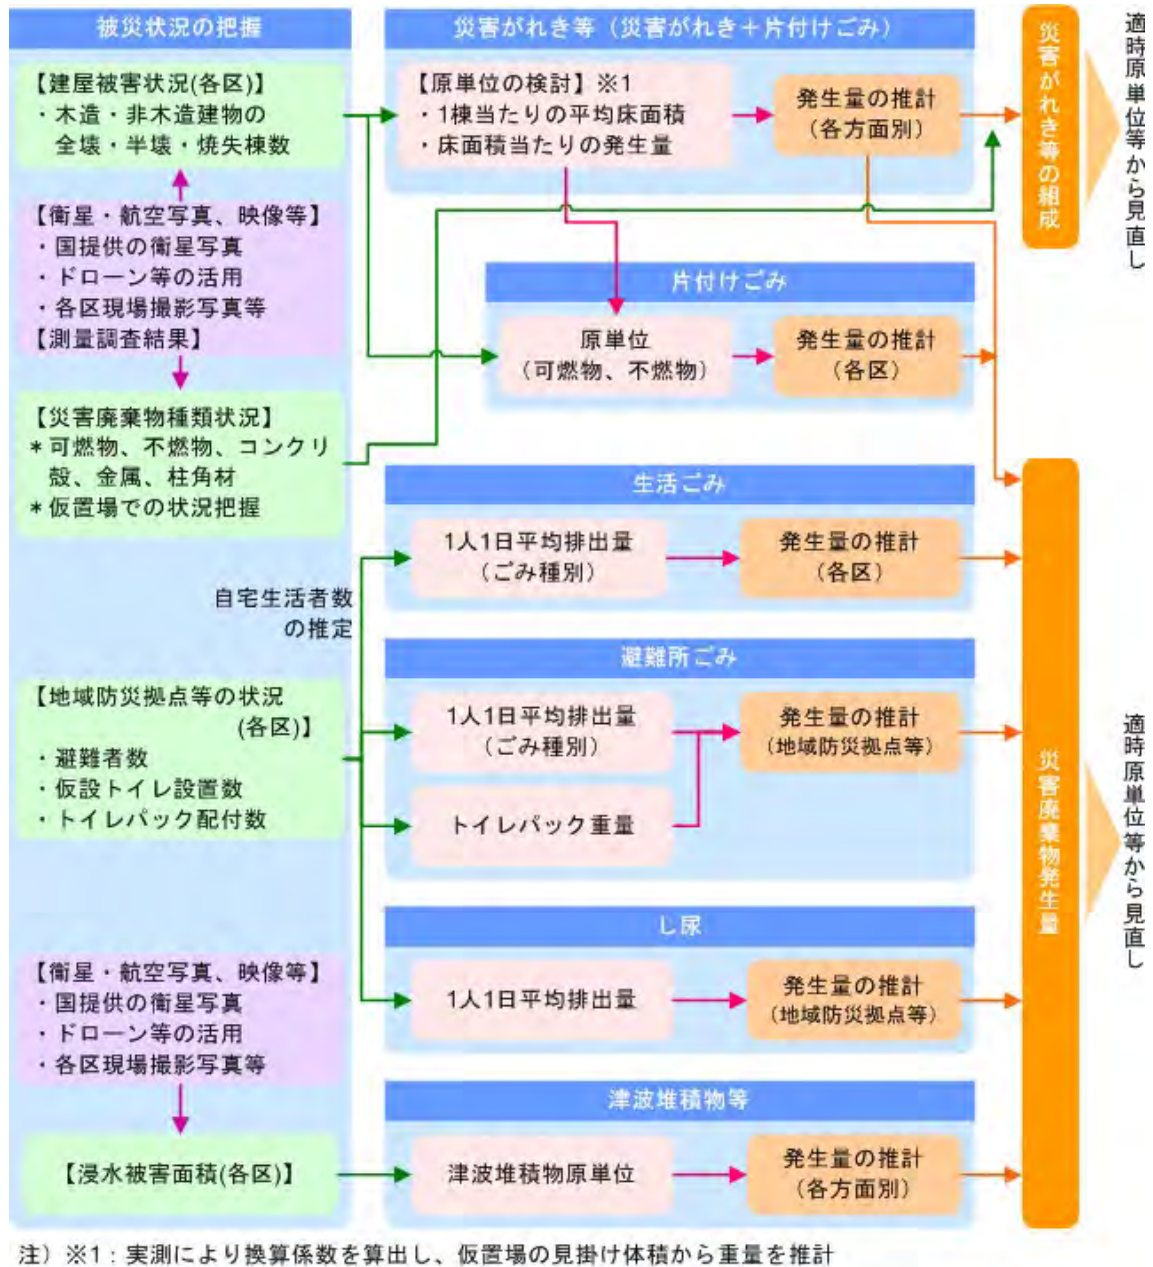 被災状況の把握
【建屋被害状況(各区)】
・木造・非木造建物の
全壊・半壊・焼失棟数
【衛星・航空写真、映像等】
・国提供の衛星写真
・ドローン等の活用
・各区現場撮影写真等
【測量調査結果】
【災害廃棄物種類状況】
＊可燃物、不燃物、コンクリ
殻、金属、柱角材
＊仮置場での状況把握
自宅生活者数
の推定
【地域防災拠点等の状況
(各区)】
・避難者数
・仮設トイレ設置数
・トイレパック配付数
【衛星・航空写真、映像等】
・国提供の衛星写真
・ドローン等の活用
・各区現場撮影写真等
【浸水被害面積(各区)】
災害がれき等（災害がれき＋片付けごみ）
【原単位の検討】※1
・1棟当たりの平均床面積
・床面積当たりの発生量
発生量の推計
（各方面別）
片付けごみ
原単位
（可燃物、不燃物）
発生量の推計
（各区）
生活ごみ
1人1日平均排出量
（ごみ種別）
発生量の推計
（各区）
避難所ごみ
1人1日平均排出量
（ごみ種別）
トイレパック重量
発生量の推計
（地域防災拠点等）
し尿
1人1日平均排出量
発生量の推計
（地域防災拠点等）
津波堆積物等
津波堆積物原単位
発生量の推計
（各方面別）
災害がれき等の組成
適時原単位等から見直し
災害廃棄物発生量
適時原単位等から見直し
注）※1：実測により換算係数を算出し、仮置場の見掛け体積から重量を推計